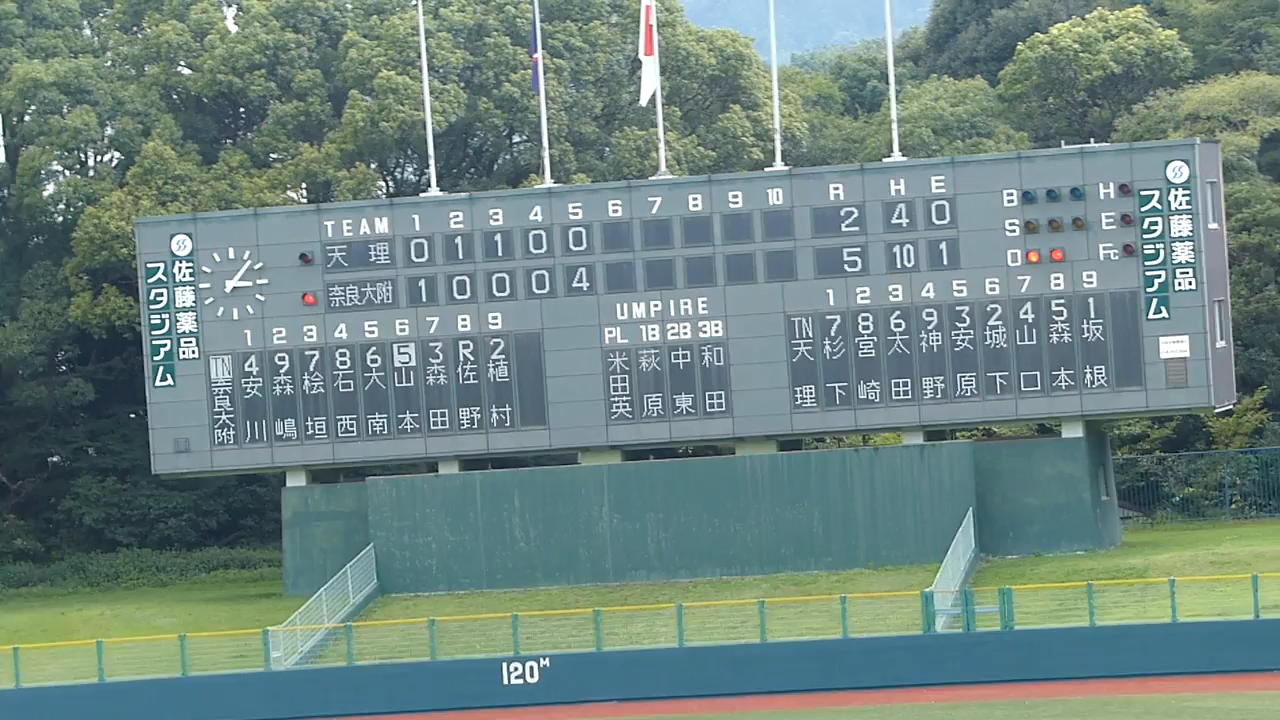 佐藤薬品
スタジアム
TEAM 1 2 3 4 5 6 7 8 9 10 R H E
天理 0 1 1 0 0 2 4 0
奈良大附 1 0 0 0 4 5 10 1
B H
S E
O Fc
佐藤薬品
スタジアム
1 2 3 4 5 6 7 8 9
TN 4 9 7 8 6 5 3 R 2
奈良大附 安川 森嶋 桧垣 石西 大南 山本 森田 佐野 植村
UMPIRE
PL 1B 2B 3B
米田英 萩原 中東 和田
1 2 3 4 5 6 7 8 9
TN 7 8 6 9 3 2 4 5 1
天理 杉下 宮崎 太田 神野 安原 城下 山口 森本 坂根
120M